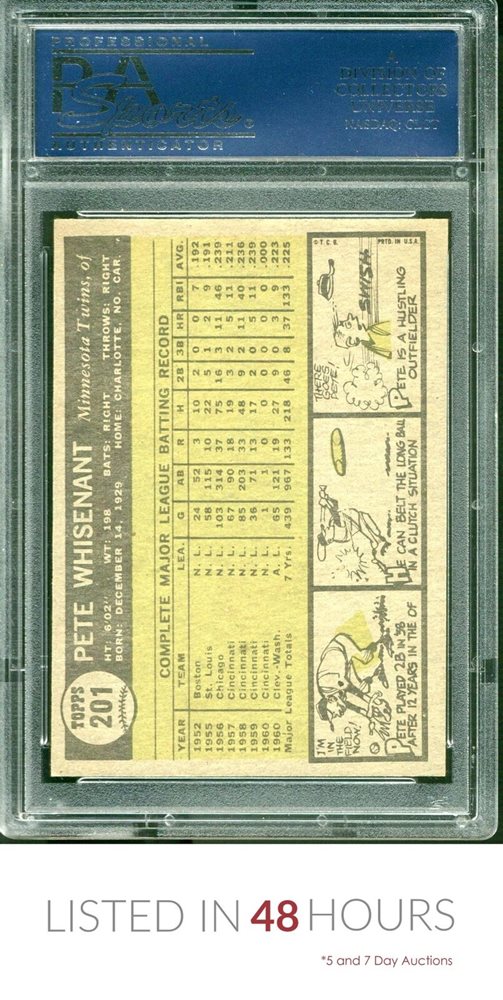 PROFESSIONAL
PSA
Sports
AUTHENTICATOR
A
DIVISION OF
COLLECTORS
UNIVERSE
NASDAQ: CLCT
TOPPS
201
PETE WHISENANT Minnesota Twins, of
HT: 6.02" WT: 198 BATS: RIGHT THROWS: RIGHT
BORN: DECEMBER 14, 1929 HOME: CHARLOTTE, NO. CAR.
COMPLETE MAJOR LEAGUE BATTING RECORD
YEAR TEAM LEA. G AB R H 2B 3B HR RBI AVG.
1952 Boston N. L. 24 52 3 10 2 0 0 7 .192
1955 St. Louis N. L. 58 115 10 22 5 1 2 9 .191
1956 Chicago N. L. 103 314 37 75 16 3 11 46 .239
1957 Cincinnati N. L. 67 90 18 19 3 2 5 11 .211
1958 Cincinnati N. L. 85 203 33 48 9 2 11 40 .236
1959 Cincinnati N. L. 36 71 13 17 2 0 5 11 .239
1960 Cincinnati N. L. 1 1 0 0 0 0 0 0 .000
1960 Clev.-Wash. A. L. 65 121 19 27 9 0 3 9 .223
Major League Totals 7 Yrs. 439 967 133 218 46 8 37 133 .225
I'M
IN
THE
FIELD
NOW!
PETE PLAYED 2B IN '38
AFTER 12 YEARS IN THE OF
HE CAN BELT THE LONG BALL
IN A CLUTCH SITUATION
© T.C.G. PRTD. IN U.S.A.
THERE
GOES
PETE!
SWISH
PETE IS A HUSTLING
OUTFIELDER
LISTED IN 48 HOURS
*5 and 7 Day Auctions